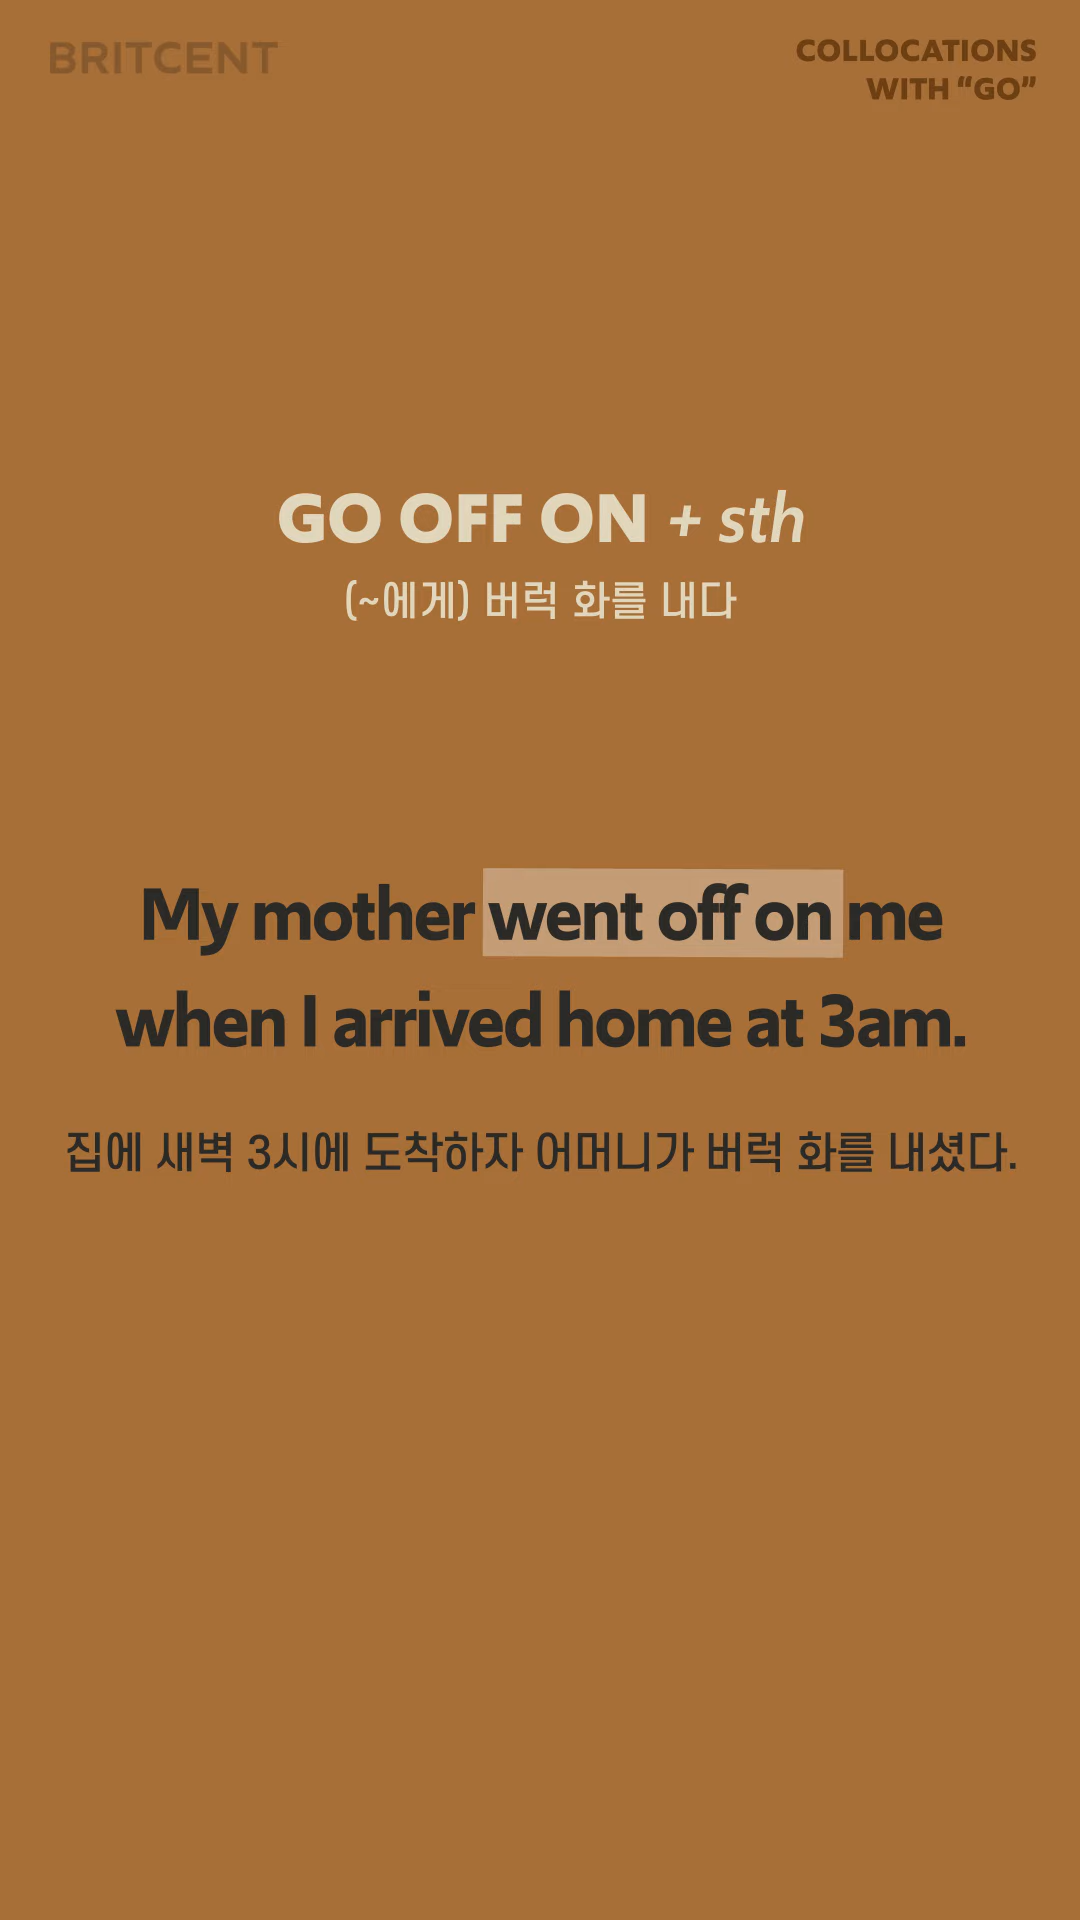 BRITCENT
COLLOCATIONS
WITH “GO”
GO OFF ON + sth
(~에게) 버럭 화를 내다
My mother went off on me
when I arrived home at 3am.
집에 새벽 3시에 도착하자 어머니가 버럭 화를 내셨다.